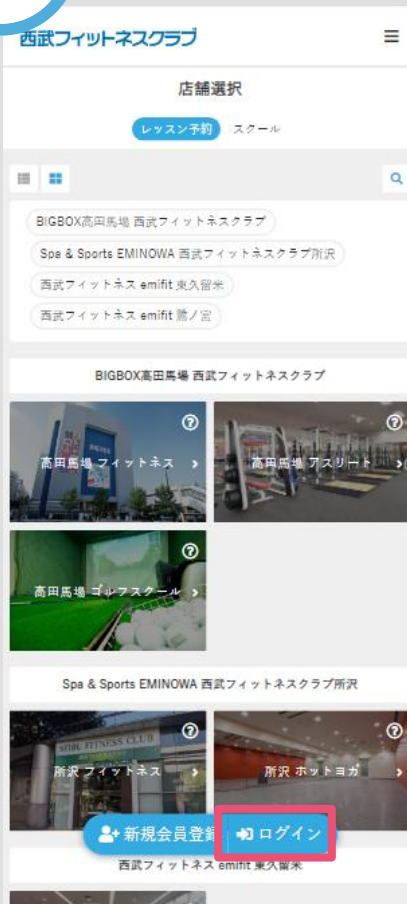 西武フィットネスクラブ
店舗選択
レッスン予約 スクール
BIGBOX高田馬場 西武フィットネスクラブ
Spa & Sports EMINOWA 西武フィットネスクラブ所沢
西武フィットネス emifit 東久留米
西武フィットネス emifit 鷺ノ宮
BIGBOX高田馬場 西武フィットネスクラブ
高田馬場 フィットネス
高田馬場 アスリート
高田馬場 ゴルフスクール
Spa & Sports EMINOWA 西武フィットネスクラブ所沢
SEIBU FITNESS CLUB
所沢 フィットネス
所沢 ホットヨガ
新規会員登録 ログイン
西武フィットネス emifit 東久留米